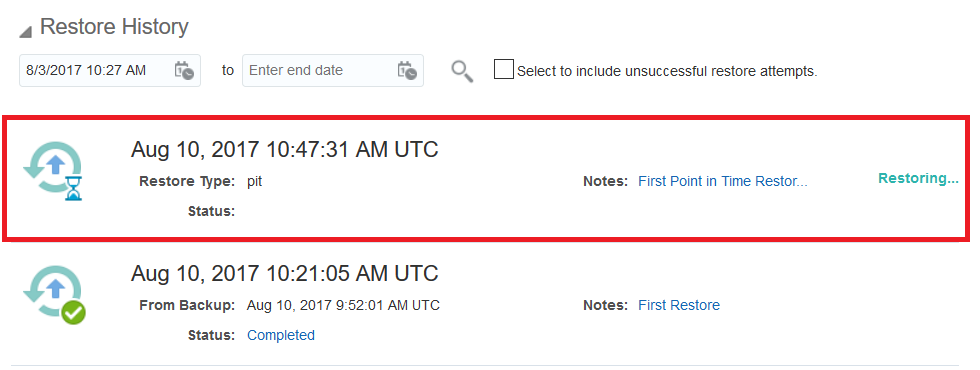 Restore History
8/3/2017 10:27 AM to Enter end date Select to include unsuccessful restore attempts.
Aug 10, 2017 10:47:31 AM UTC
Restore Type: pit Notes: First Point in Time Restor... Restoring...
Status:
Aug 10, 2017 10:21:05 AM UTC
From Backup: Aug 10, 2017 9:52:01 AM UTC Notes: First Restore
Status: Completed